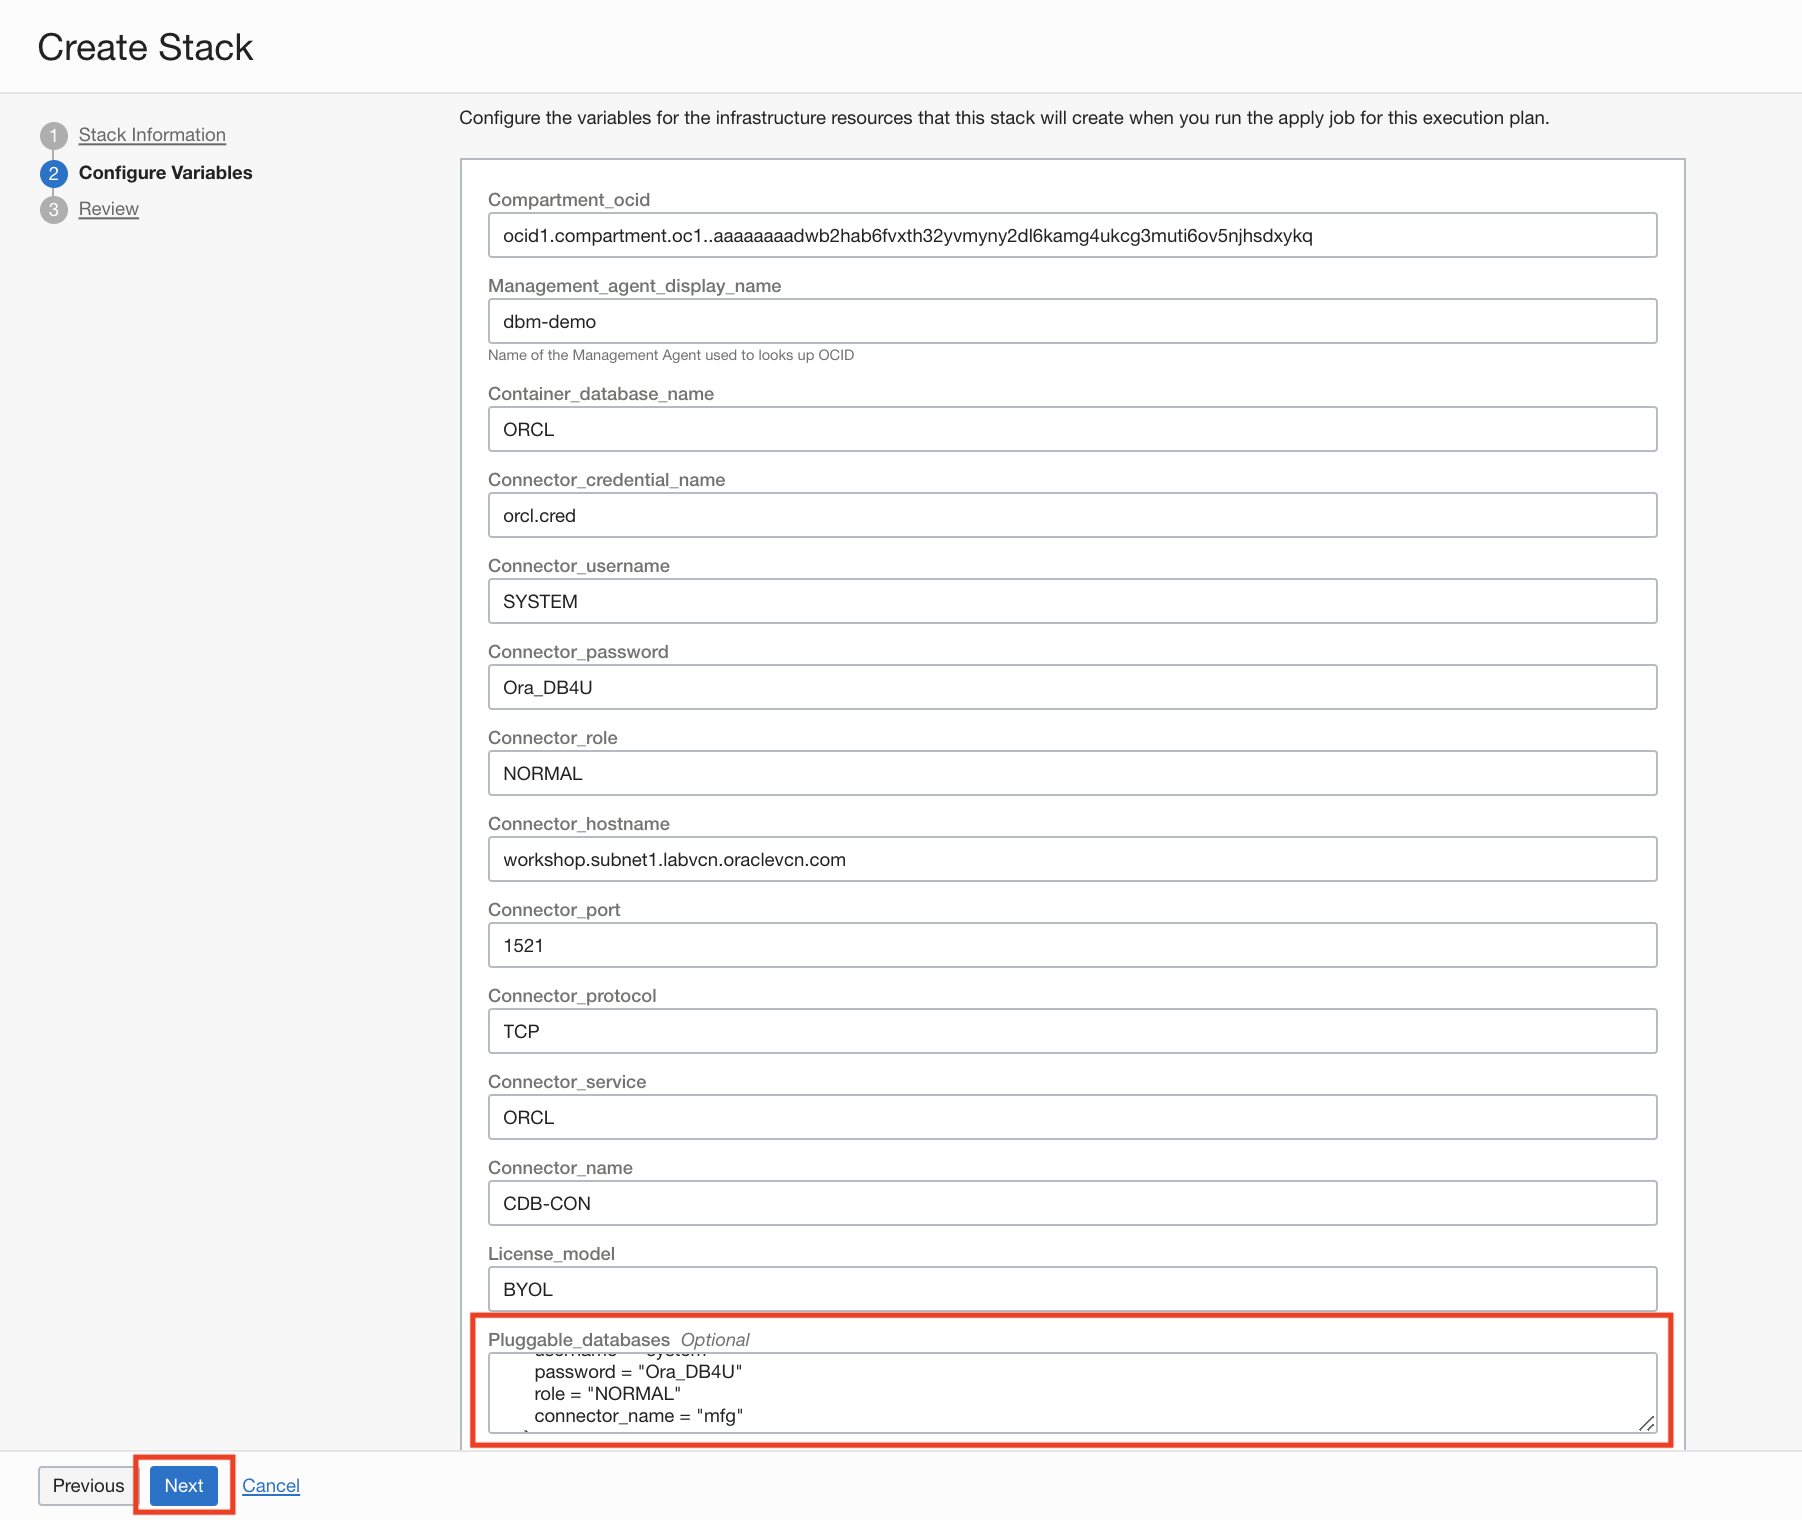 Create Stack
1 Stack Information
2 Configure Variables
3 Review
Configure the variables for the infrastructure resources that this stack will create when you run the apply job for this execution plan.
Compartment_ocid
ocid1.compartment.oc1..aaaaaaaadwb2hab6fvxth32yvmyny2dl6kamg4ukcg3muti6ov5njhsdxykq
Management_agent_display_name
dbm-demo
Name of the Management Agent used to looks up OCID
Container_database_name
ORCL
Connector_credential_name
orcl.cred
Connector_username
SYSTEM
Connector_password
Ora_DB4U
Connector_role
NORMAL
Connector_hostname
workshop.subnet1.labvcn.oraclevcn.com
Connector_port
1521
Connector_protocol
TCP
Connector_service
ORCL
Connector_name
CDB-CON
License_model
BYOL
Pluggable_databases Optional
password = "Ora_DB4U"
role = "NORMAL"
connector_name = "mfg"
Previous Next Cancel